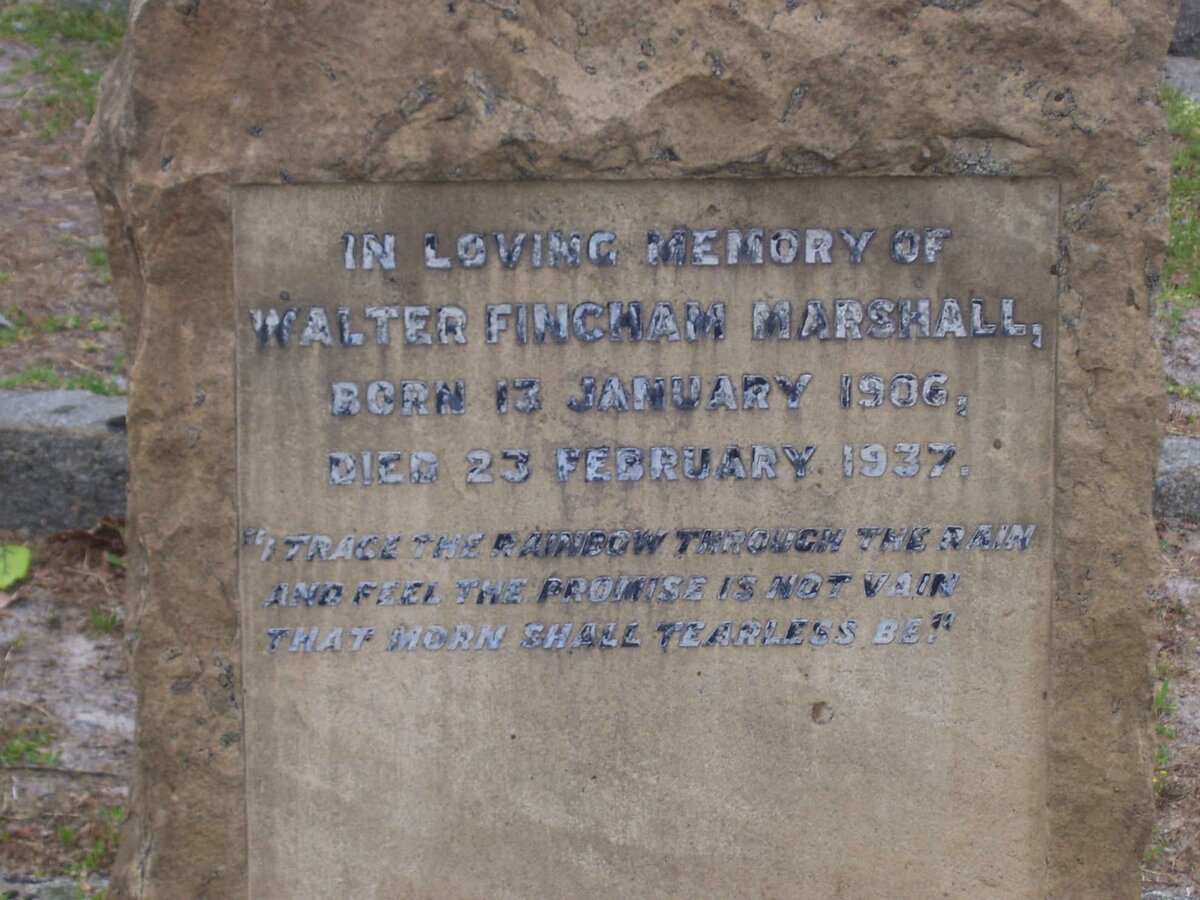 IN LOVING MEMORY OF
WALTER FINCHAM MARSHALL,
BORN 13 JANUARY 1906,
DIED 23 FEBRUARY 1937.
"I TRACE THE RAINBOW THROUGH THE RAIN
AND FEEL THE PROMISE IS NOT VAIN
THAT MORN SHALL TEARLESS BE."